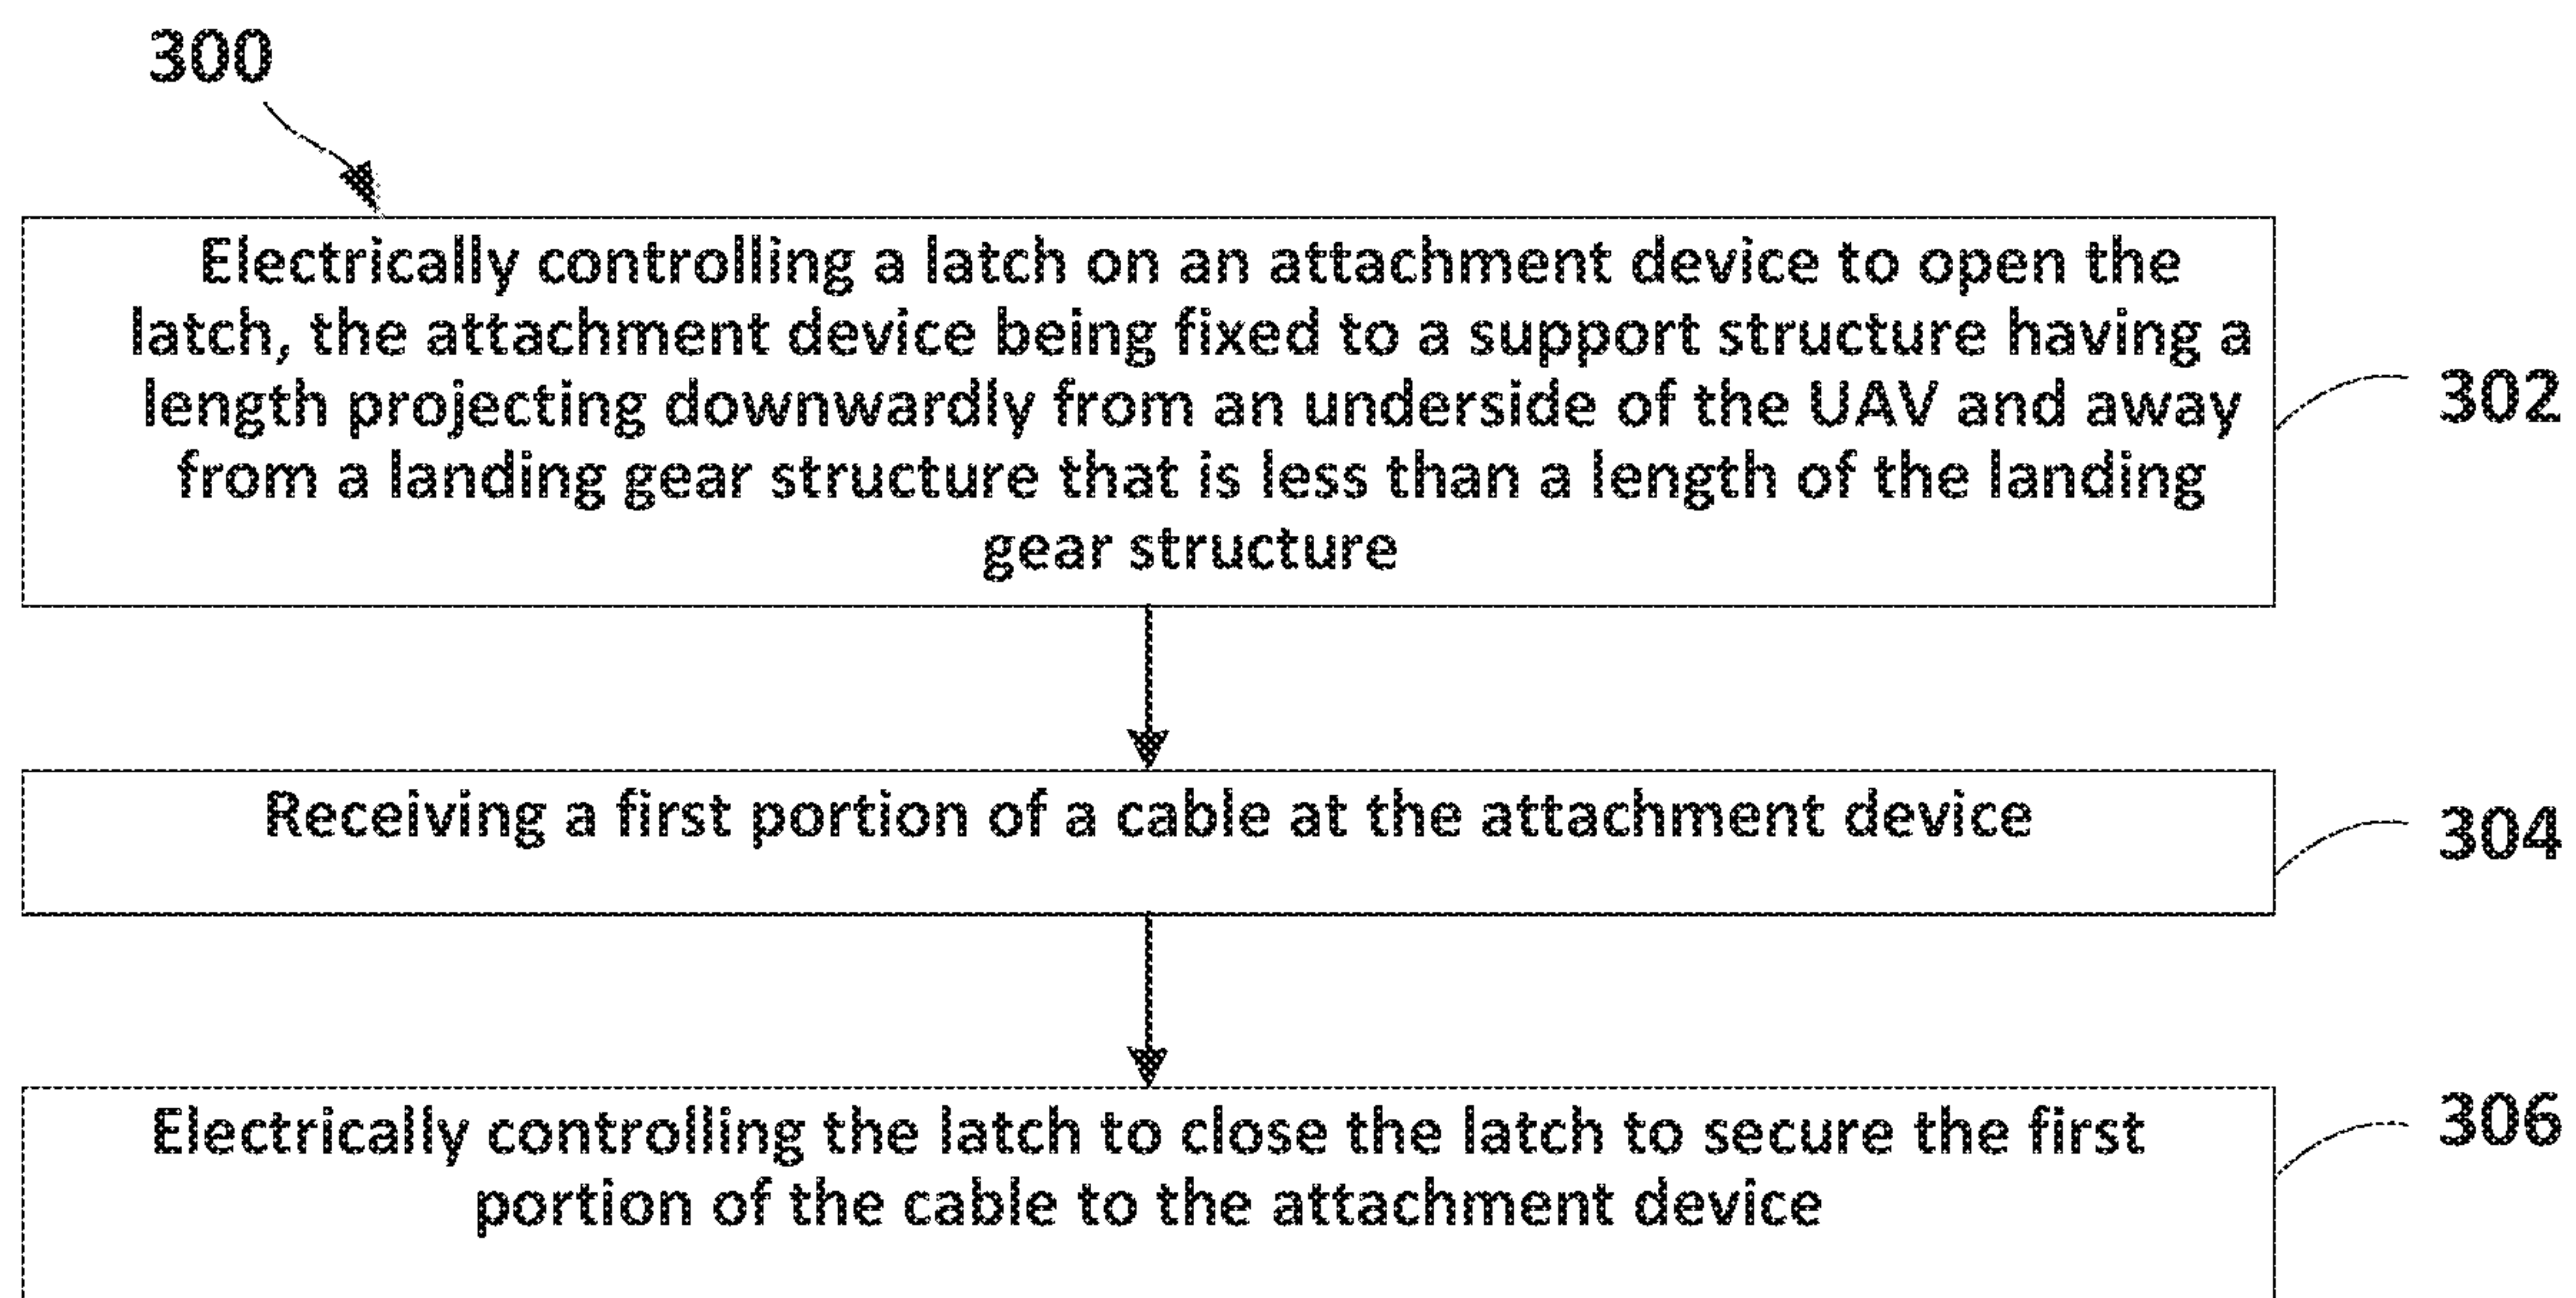 300
Electrically controlling a latch on an attachment device to open the
latch, the attachment device being fixed to a support structure having a
length projecting downwardly from an underside of the UAV and away
from a landing gear structure that is less than a length of the landing
gear structure
302
Receiving a first portion of a cable at the attachment device
304
Electrically controlling the latch to close the latch to secure the first
portion of the cable to the attachment device
306